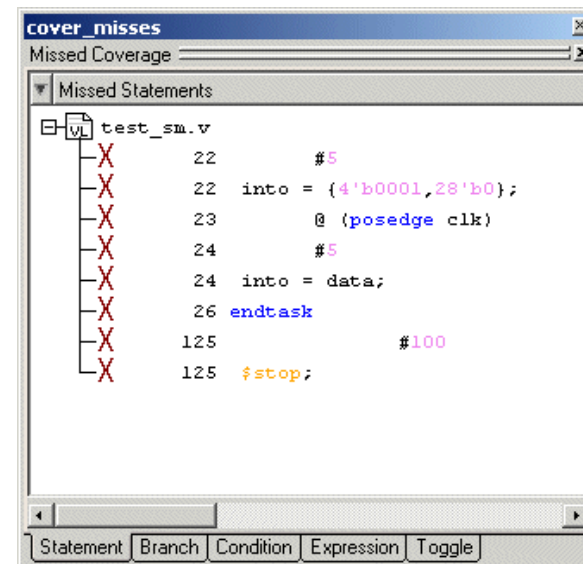 cover_misses
Missed Coverage
Missed Statements
VL test_sm.v
X 22 #5
X 22 into = {4'b0001,28'b0};
X 23 @ (posedge clk)
X 24 #5
X 24 into = data;
X 26 endtask
X 125 #100
X 125 $stop;
Statement Branch Condition Expression Toggle